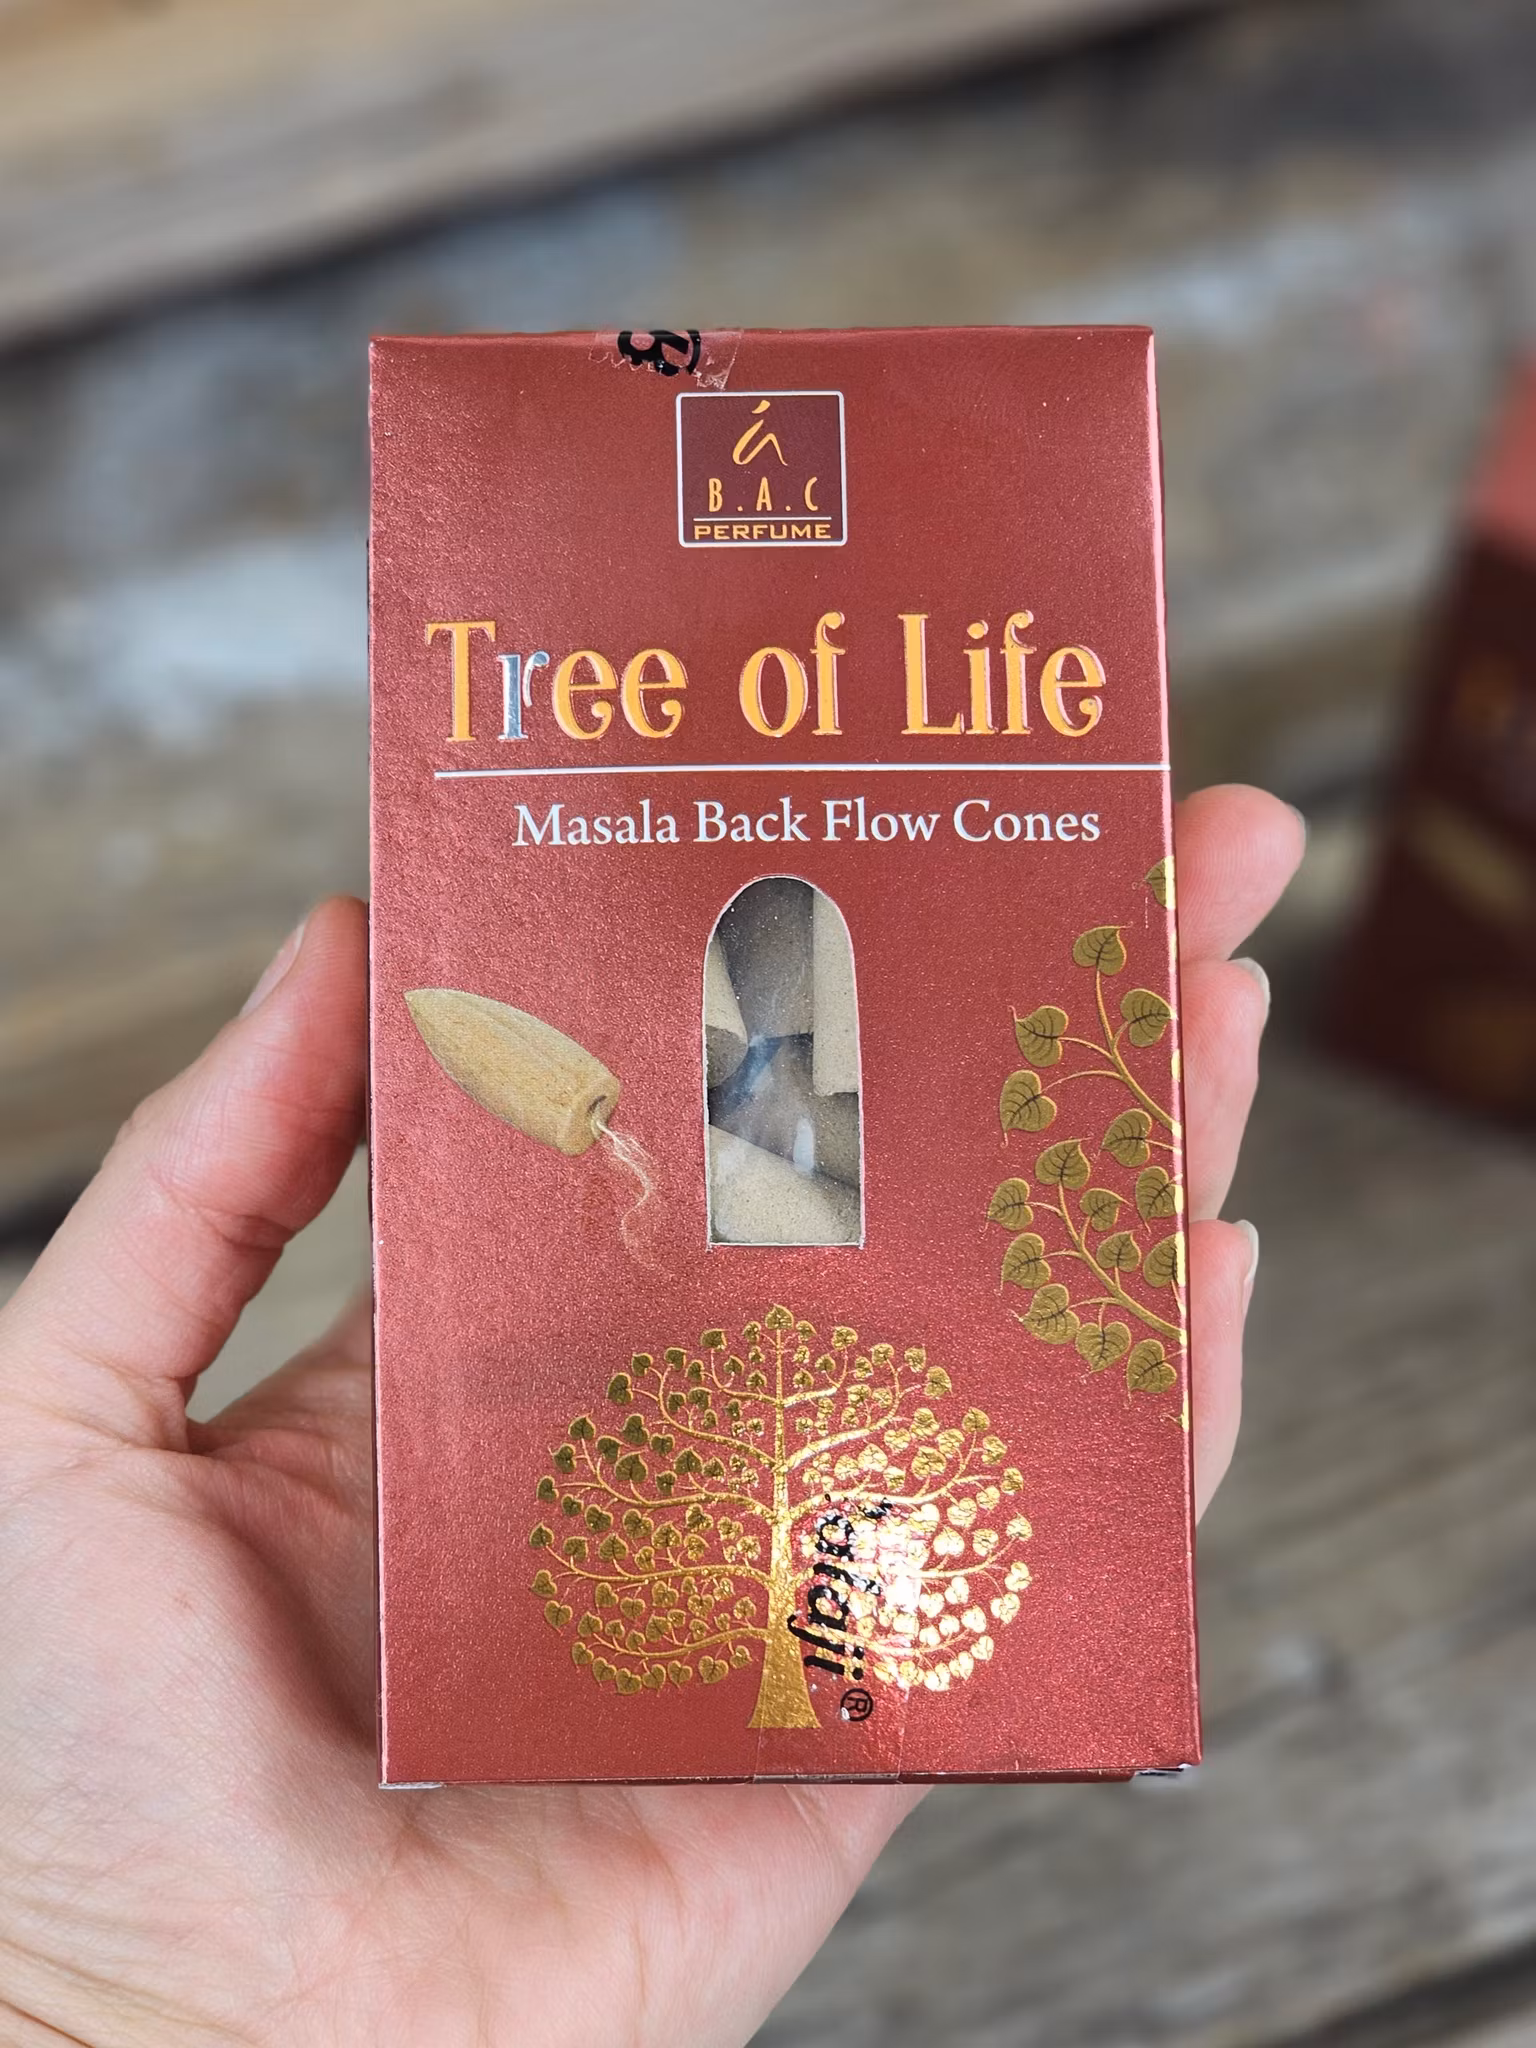 B.A.C
PERFUME
Tree of Life
Masala Back Flow Cones
®